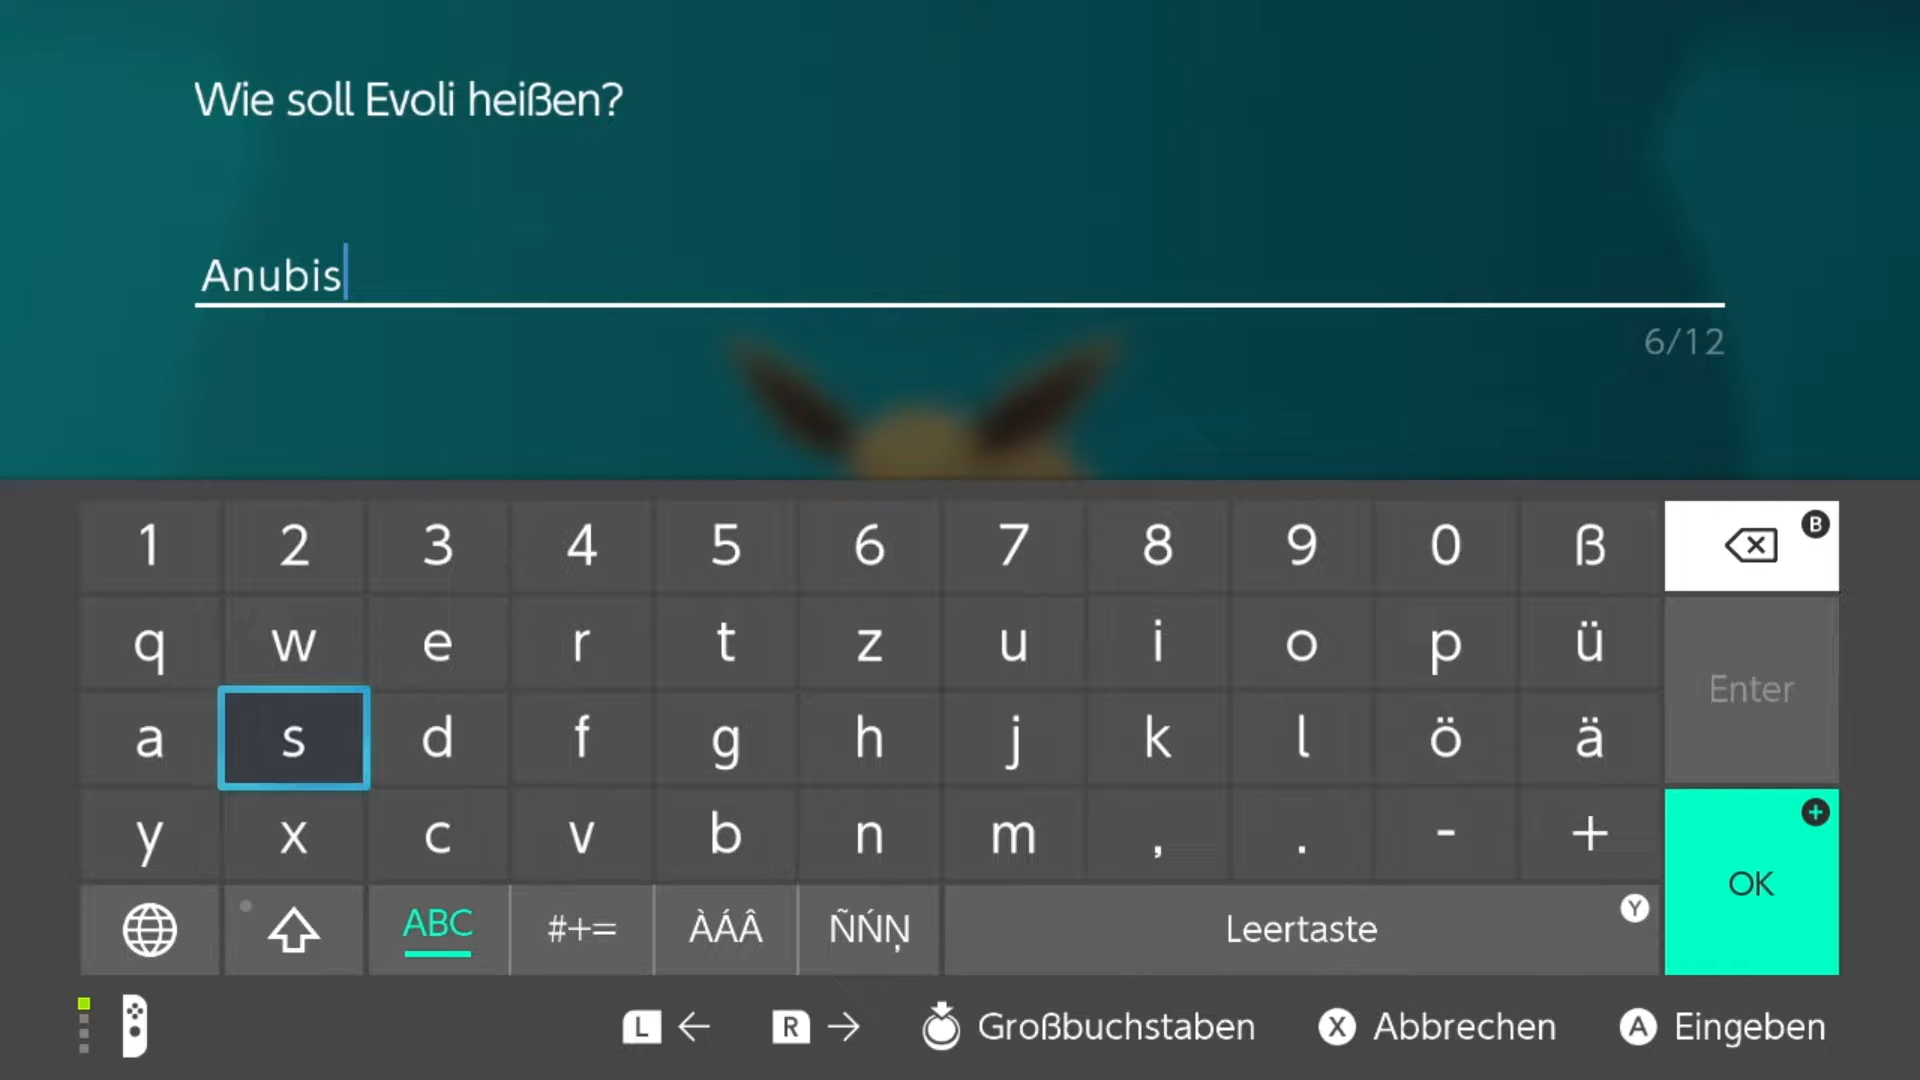 Wie soll Evoli heißen?
Anubis
6/12
1 2 3 4 5 6 7 8 9 0 ß B
q w e r t z u i o p ü
Enter
a s d f g h j k l ö ä
y x c v b n m , . - + +
OK
ABC #+= ÀÁÂ ÑŃŅ Leertaste Y
L ← R → Großbuchstaben X Abbrechen A Eingeben